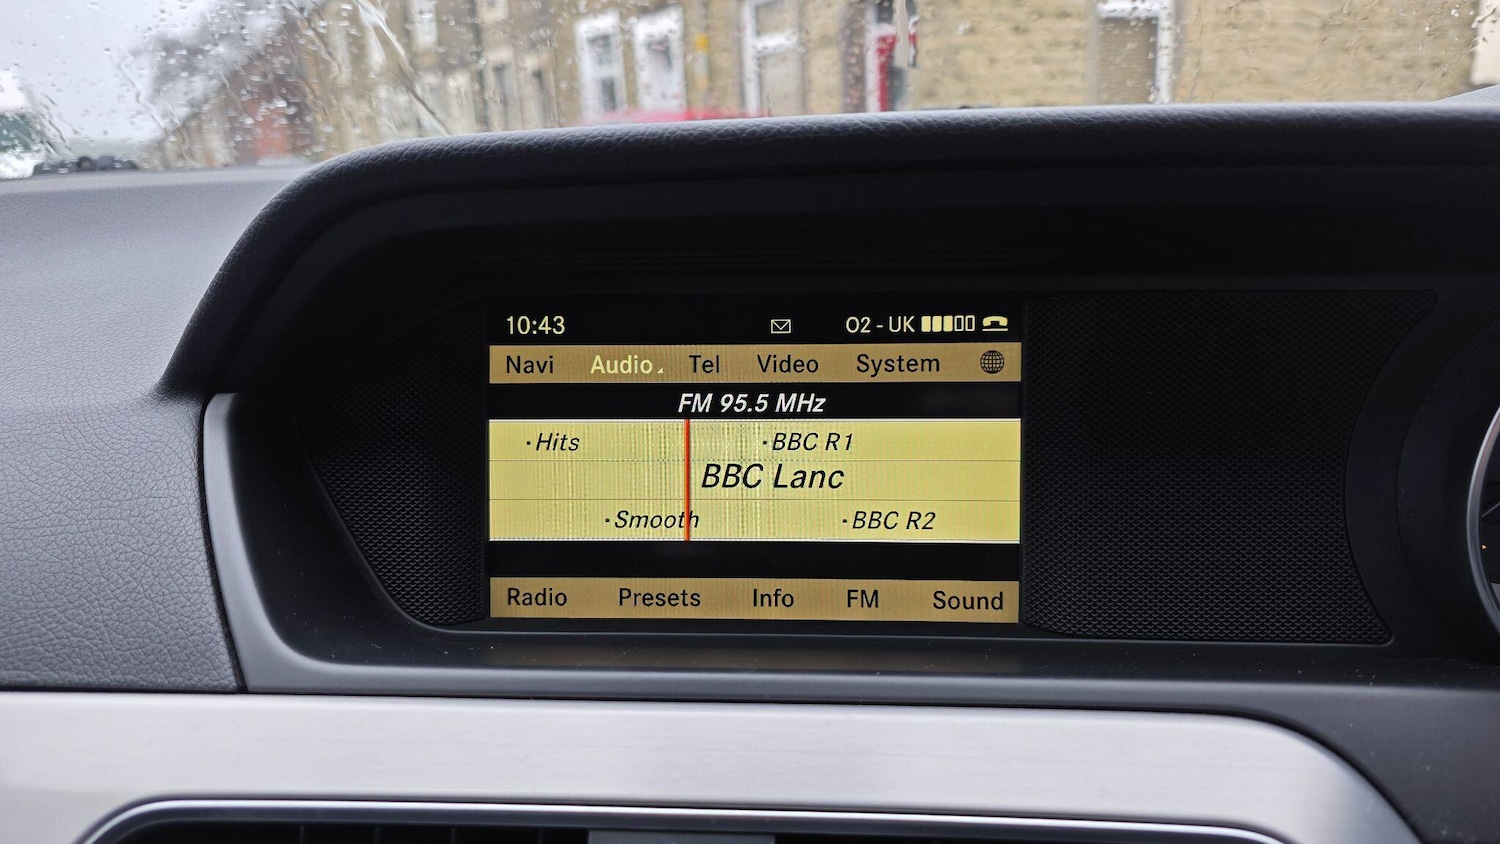 10:43 O2 - UK
Navi Audio Tel Video System
FM 95.5 MHz
·Hits ·BBC R1
BBC Lanc
·Smooth ·BBC R2
Radio Presets Info FM Sound